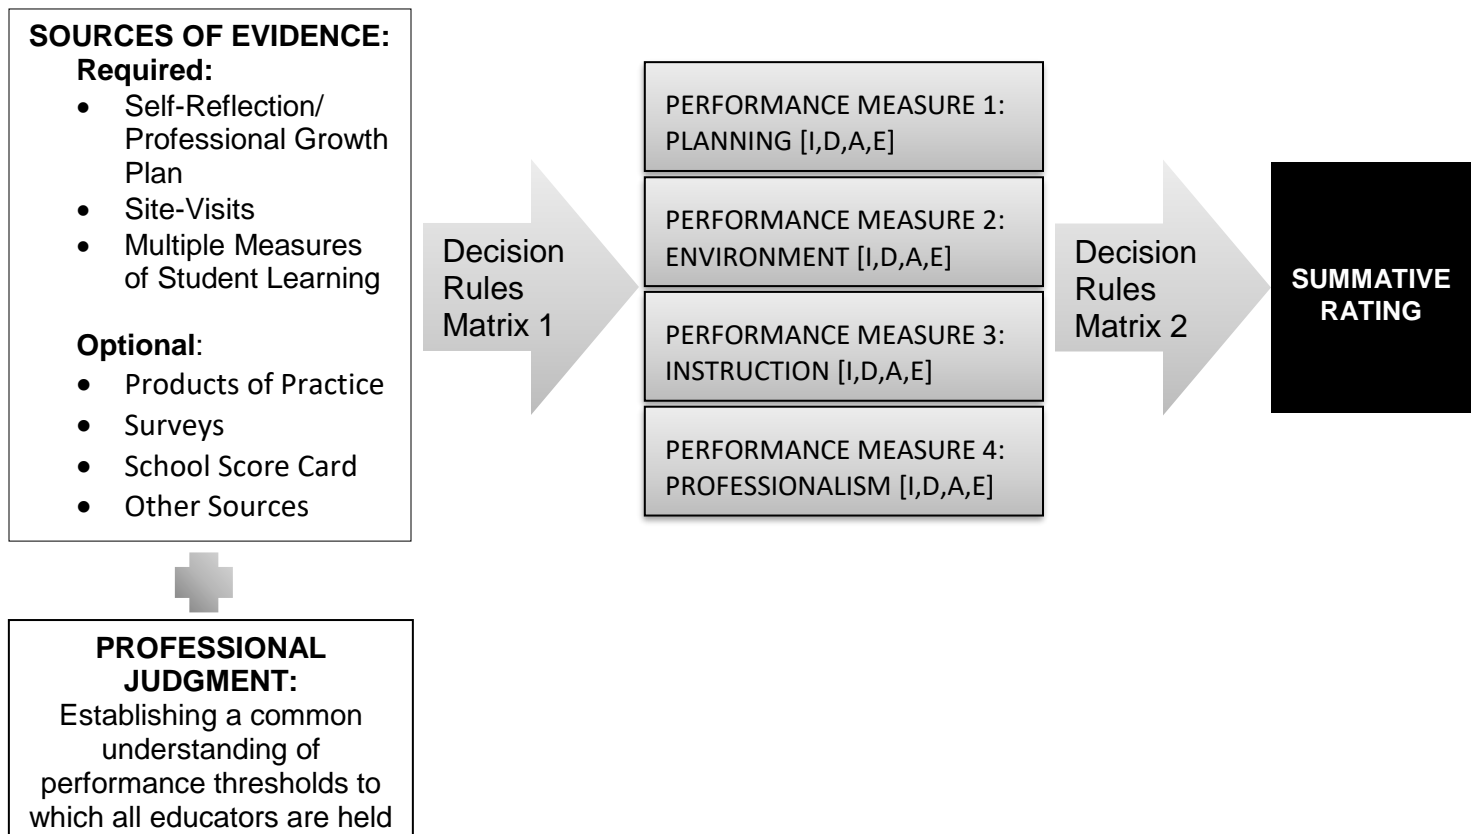 SOURCES OF EVIDENCE:
Required:
• Self-Reflection/
Professional Growth
Plan
• Site-Visits
• Multiple Measures
of Student Learning
Optional:
• Products of Practice
• Surveys
• School Score Card
• Other Sources
PROFESSIONAL
JUDGMENT:
Establishing a common
understanding of
performance thresholds to
which all educators are held
Decision
Rules
Matrix 1
PERFORMANCE MEASURE 1:
PLANNING [I,D,A,E]
PERFORMANCE MEASURE 2:
ENVIRONMENT [I,D,A,E]
PERFORMANCE MEASURE 3:
INSTRUCTION [I,D,A,E]
PERFORMANCE MEASURE 4:
PROFESSIONALISM [I,D,A,E]
Decision
Rules
Matrix 2
SUMMATIVE
RATING